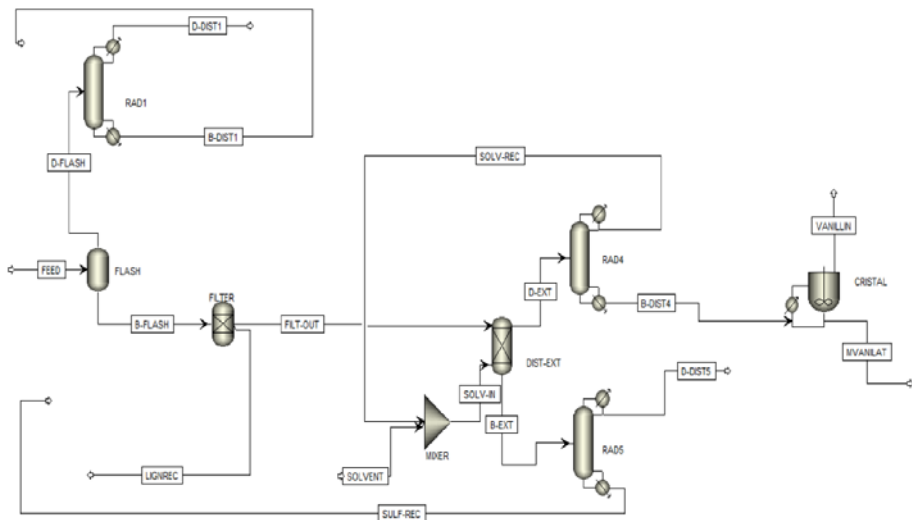 D-DIST1
RAD1
B-DIST1
D-FLASH
SOLV-REC
VANILLIN
RAD4
FEED
FLASH
CRISTAL
D-EXT
B-DIST4
FILTER
B-FLASH
FILT-OUT
MVANILAT
DIST-EXT
D-DIST5
SOLV-IN
B-EXT
RAD5
MIXER
LIGNREC
SOLVENT
SULF-REC